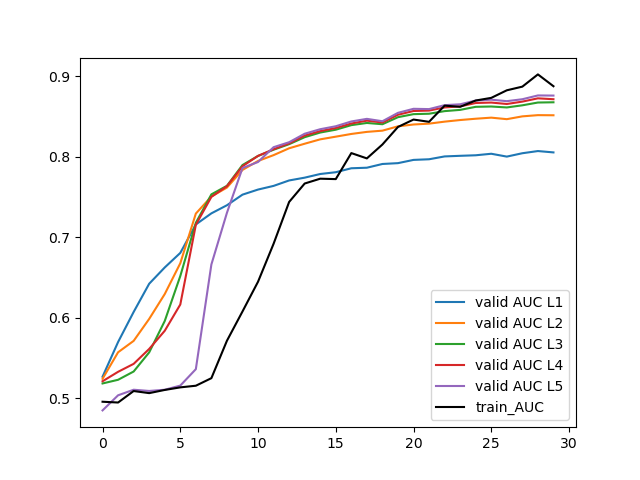 0.9
0.8
0.7
0.6
0.5
0 5 10 15 20 25 30
valid AUC L1
valid AUC L2
valid AUC L3
valid AUC L4
valid AUC L5
train_AUC